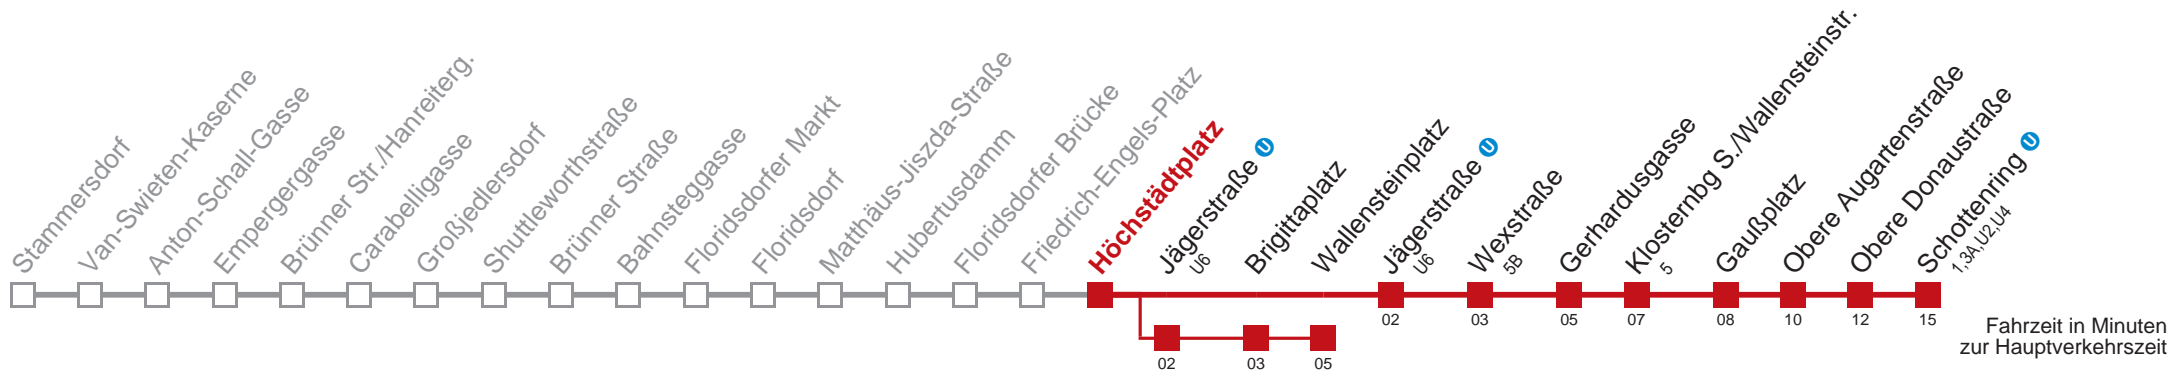 Stammersdorf
Van-Swieten-Kaserne
Anton-Schall-Gasse
Empergergasse
Brünner Str./Hanreiterg.
Carabelligasse
Großjedlersdorf
Shuttleworthstraße
Brünner Straße
Bahnsteggasse
Floridsdorfer Markt
Floridsdorf
Matthäus-Jiszda-Straße
Hubertusdamm
Floridsdorfer Brücke
Friedrich-Engels-Platz
Höchstädtplatz
Jägerstraße U
U6
Brigittaplatz
Wallensteinplatz
Jägerstraße U
U6
Wexstraße
5B
Gerhardusgasse
Klosternbg S./Wallensteinstr.
5
Gaußplatz
Obere Augartenstraße
Obere Donaustraße
Schottenring U
1,3A,U2,U4
02 03 05 07 08 10 12 15
02 03 05
Fahrzeit in Minuten
zur Hauptverkehrszeit